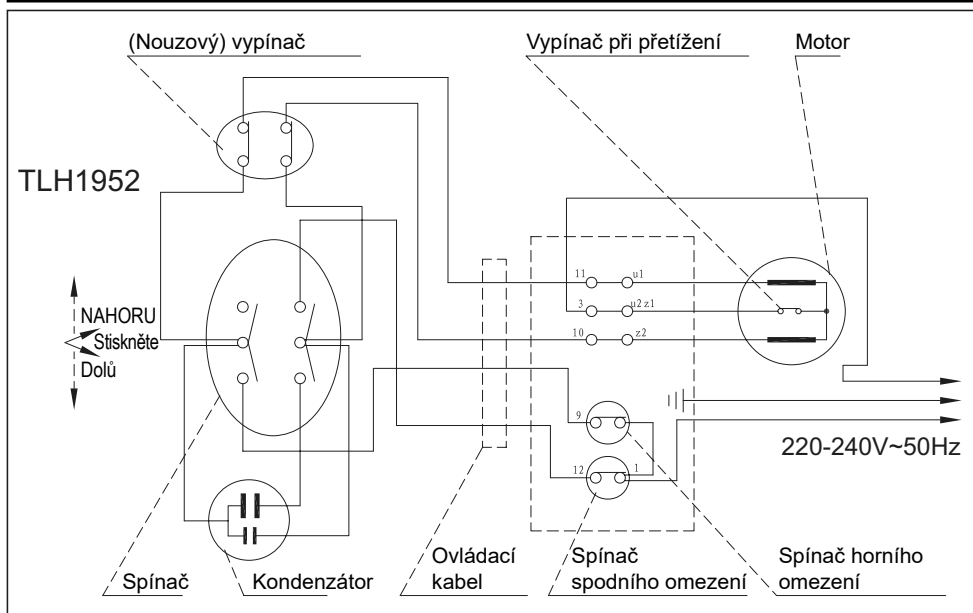 (Nouzový) vypínač
Vypínač při přetížení
Motor
TLH1952
11
u1
3
u2 z1
10
z2
NAHORU
Stiskněte
Dolů
9
12
1
220-240V~50Hz
Spínač
Kondenzátor
Ovládací
kabel
Spínač
spodního omezení
Spínač horního
omezení